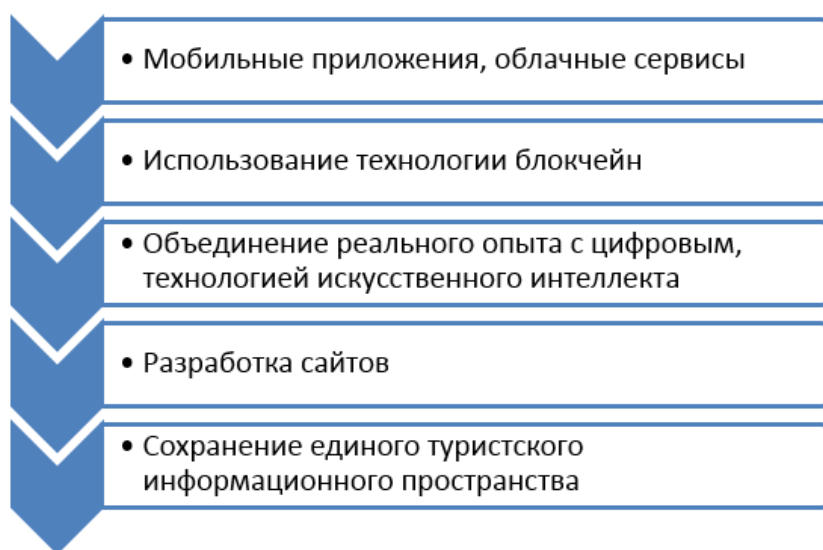 • Мобильные приложения, облачные сервисы
• Использование технологии блокчейн
• Объединение реального опыта с цифровым,
технологией искусственного интеллекта
• Разработка сайтов
• Сохранение единого туристского
информационного пространства